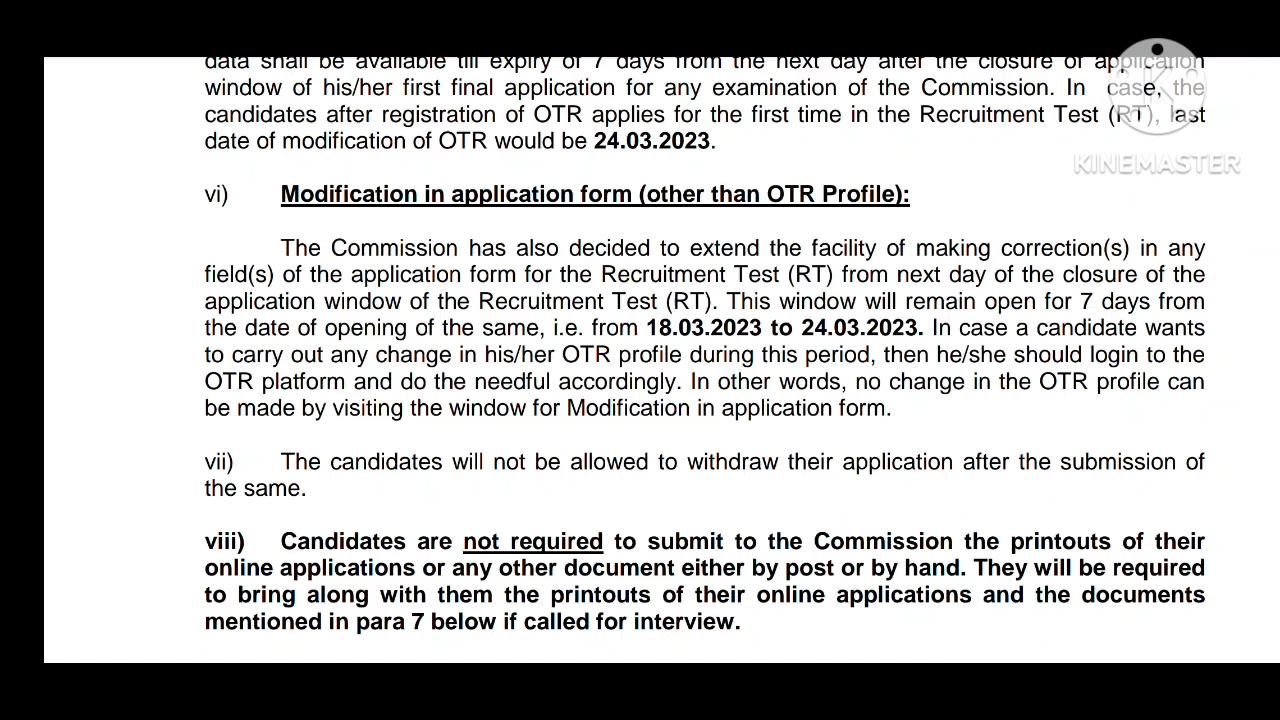 data shall be available till expiry of 7 days from the next day after the closure of application
window of his/her first final application for any examination of the Commission. In case, the
candidates after registration of OTR applies for the first time in the Recruitment Test (RT), last
date of modification of OTR would be 24.03.2023.
KINEMASTER
vi) Modification in application form (other than OTR Profile):
The Commission has also decided to extend the facility of making correction(s) in any
field(s) of the application form for the Recruitment Test (RT) from next day of the closure of the
application window of the Recruitment Test (RT). This window will remain open for 7 days from
the date of opening of the same, i.e. from 18.03.2023 to 24.03.2023. In case a candidate wants
to carry out any change in his/her OTR profile during this period, then he/she should login to the
OTR platform and do the needful accordingly. In other words, no change in the OTR profile can
be made by visiting the window for Modification in application form.
vii) The candidates will not be allowed to withdraw their application after the submission of
the same.
viii) Candidates are not required to submit to the Commission the printouts of their
online applications or any other document either by post or by hand. They will be required
to bring along with them the printouts of their online applications and the documents
mentioned in para 7 below if called for interview.